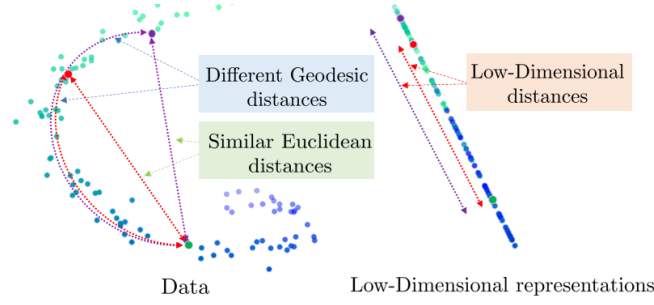 Different Geodesic
distances
Similar Euclidean
distances
Data
Low-Dimensional
distances
Low-Dimensional representations